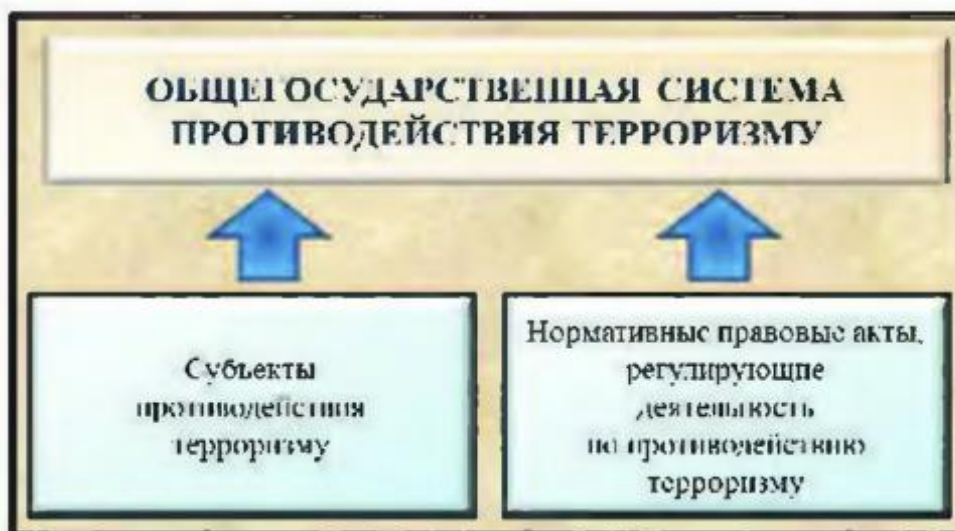 ОБЩЕГОСУДАРСТВЕННАЯ СИСТЕМА
ПРОТИВОДЕЙСТВИЯ ТЕРРОРИЗМУ
Субъекты
противодействия
терроризму
Нормативные правовые акты,
регулирующие
деятельность
по противодействию
терроризму